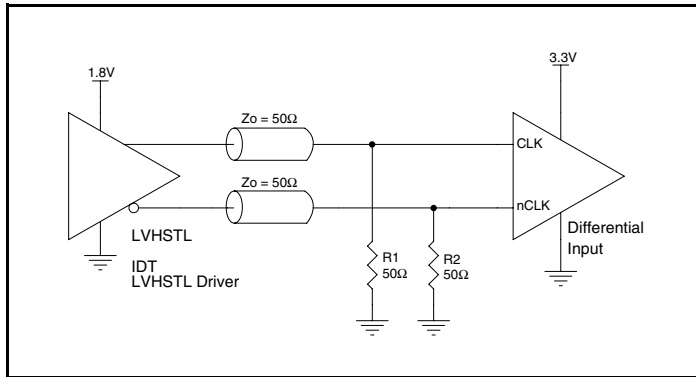 1.8V
3.3V
Zo = 50Ω
CLK
Zo = 50Ω
nCLK
LVHSTL
IDT
LVHSTL Driver
R1
50Ω
R2
50Ω
Differential
Input